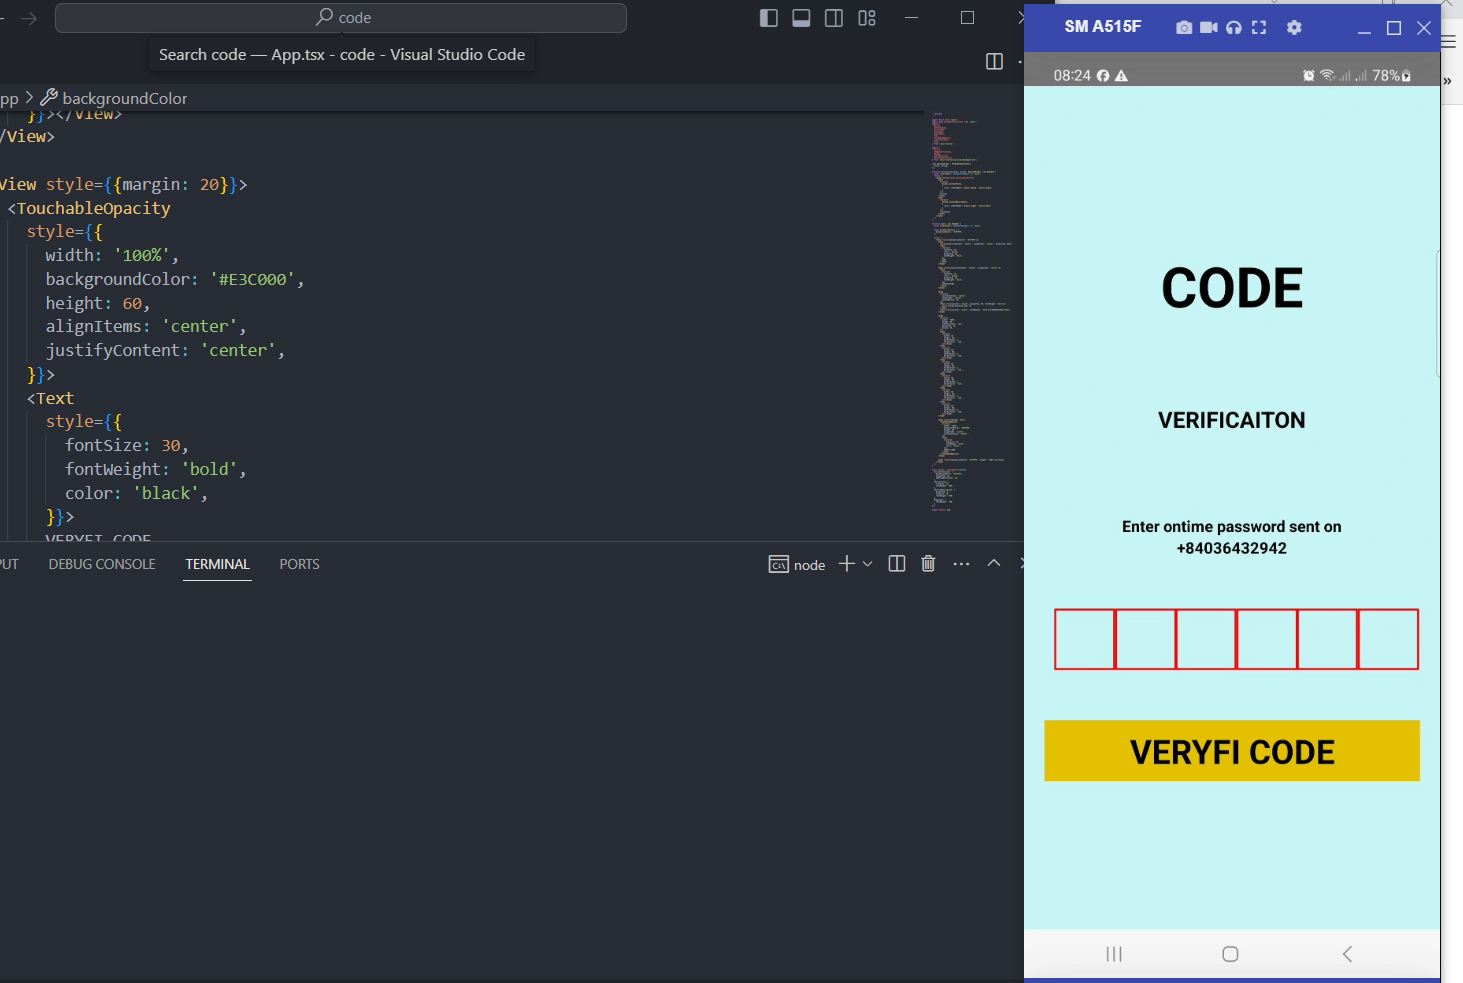 code
Search code — App.tsx - code - Visual Studio Code
pp > backgroundColor
}}></View>
/View>
View style={{margin: 20}}>
<TouchableOpacity
style={{
width: '100%',
backgroundColor: '#E3C000',
height: 60,
alignItems: 'center',
justifyContent: 'center',
}}>
<Text
style={{
fontSize: 30,
fontWeight: 'bold',
color: 'black',
}}>
VERYFI CODE
PUT DEBUG CONSOLE TERMINAL PORTS
node
SM A515F
08:24 78%
CODE
VERIFICAITON
Enter ontime password sent on
+84036432942
VERYFI CODE